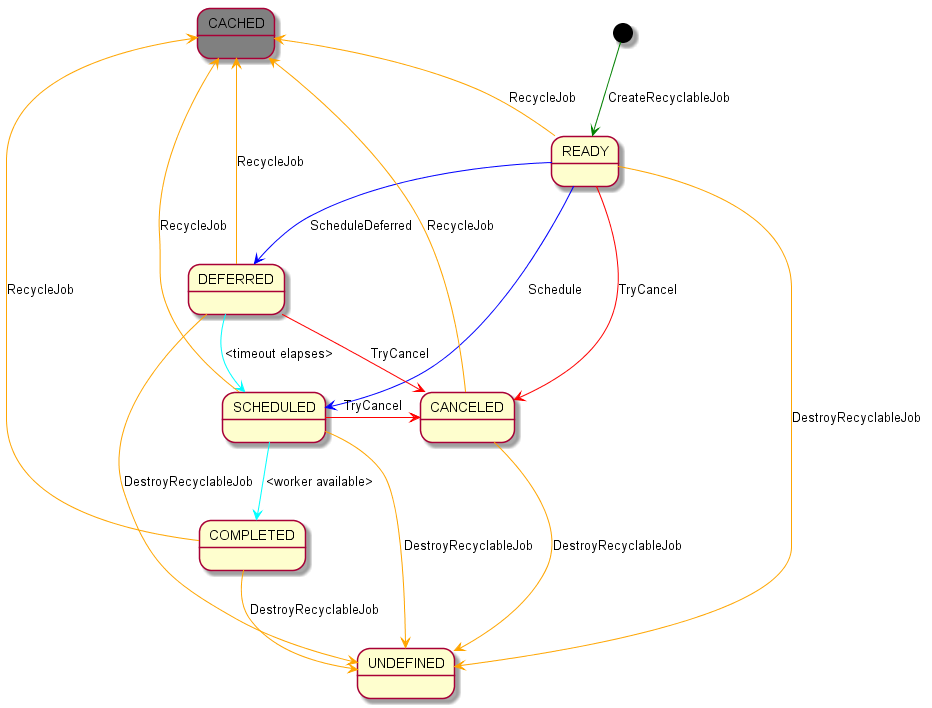 CACHED
RecycleJob
CreateRecyclableJob
READY
RecycleJob
RecycleJob
ScheduleDeferred
RecycleJob
DEFERRED
RecycleJob
Schedule
TryCancel
<timeout elapses>
TryCancel
SCHEDULED
TryCancel
CANCELED
DestroyRecyclableJob
DestroyRecyclableJob
<worker available>
COMPLETED
DestroyRecyclableJob
DestroyRecyclableJob
DestroyRecyclableJob
UNDEFINED